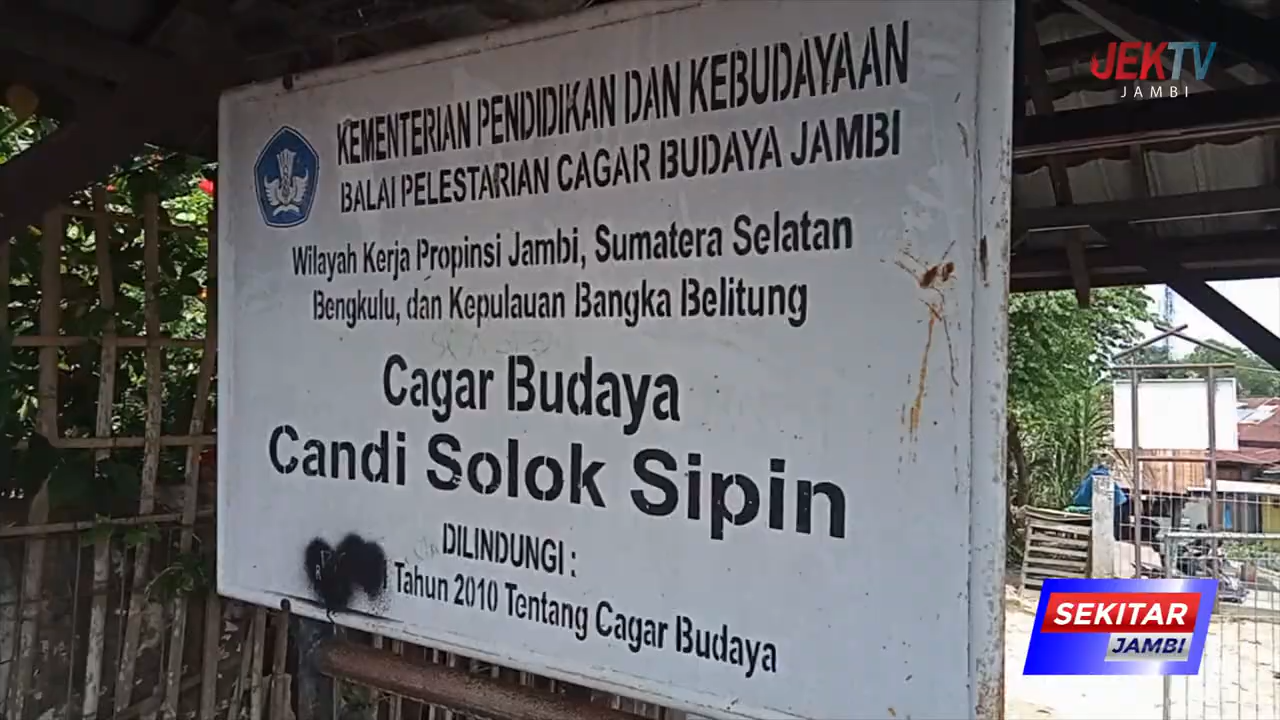 JEKTV
JAMBI
KEMENTERIAN PENDIDIKAN DAN KEBUDAYAAN
BALAI PELESTARIAN CAGAR BUDAYA JAMBI
Wilayah Kerja Propinsi Jambi, Sumatera Selatan
Bengkulu, dan Kepulauan Bangka Belitung
Cagar Budaya
Candi Solok Sipin
DILINDUNGI :
Tahun 2010 Tentang Cagar Budaya
SEKITAR
JAMBI